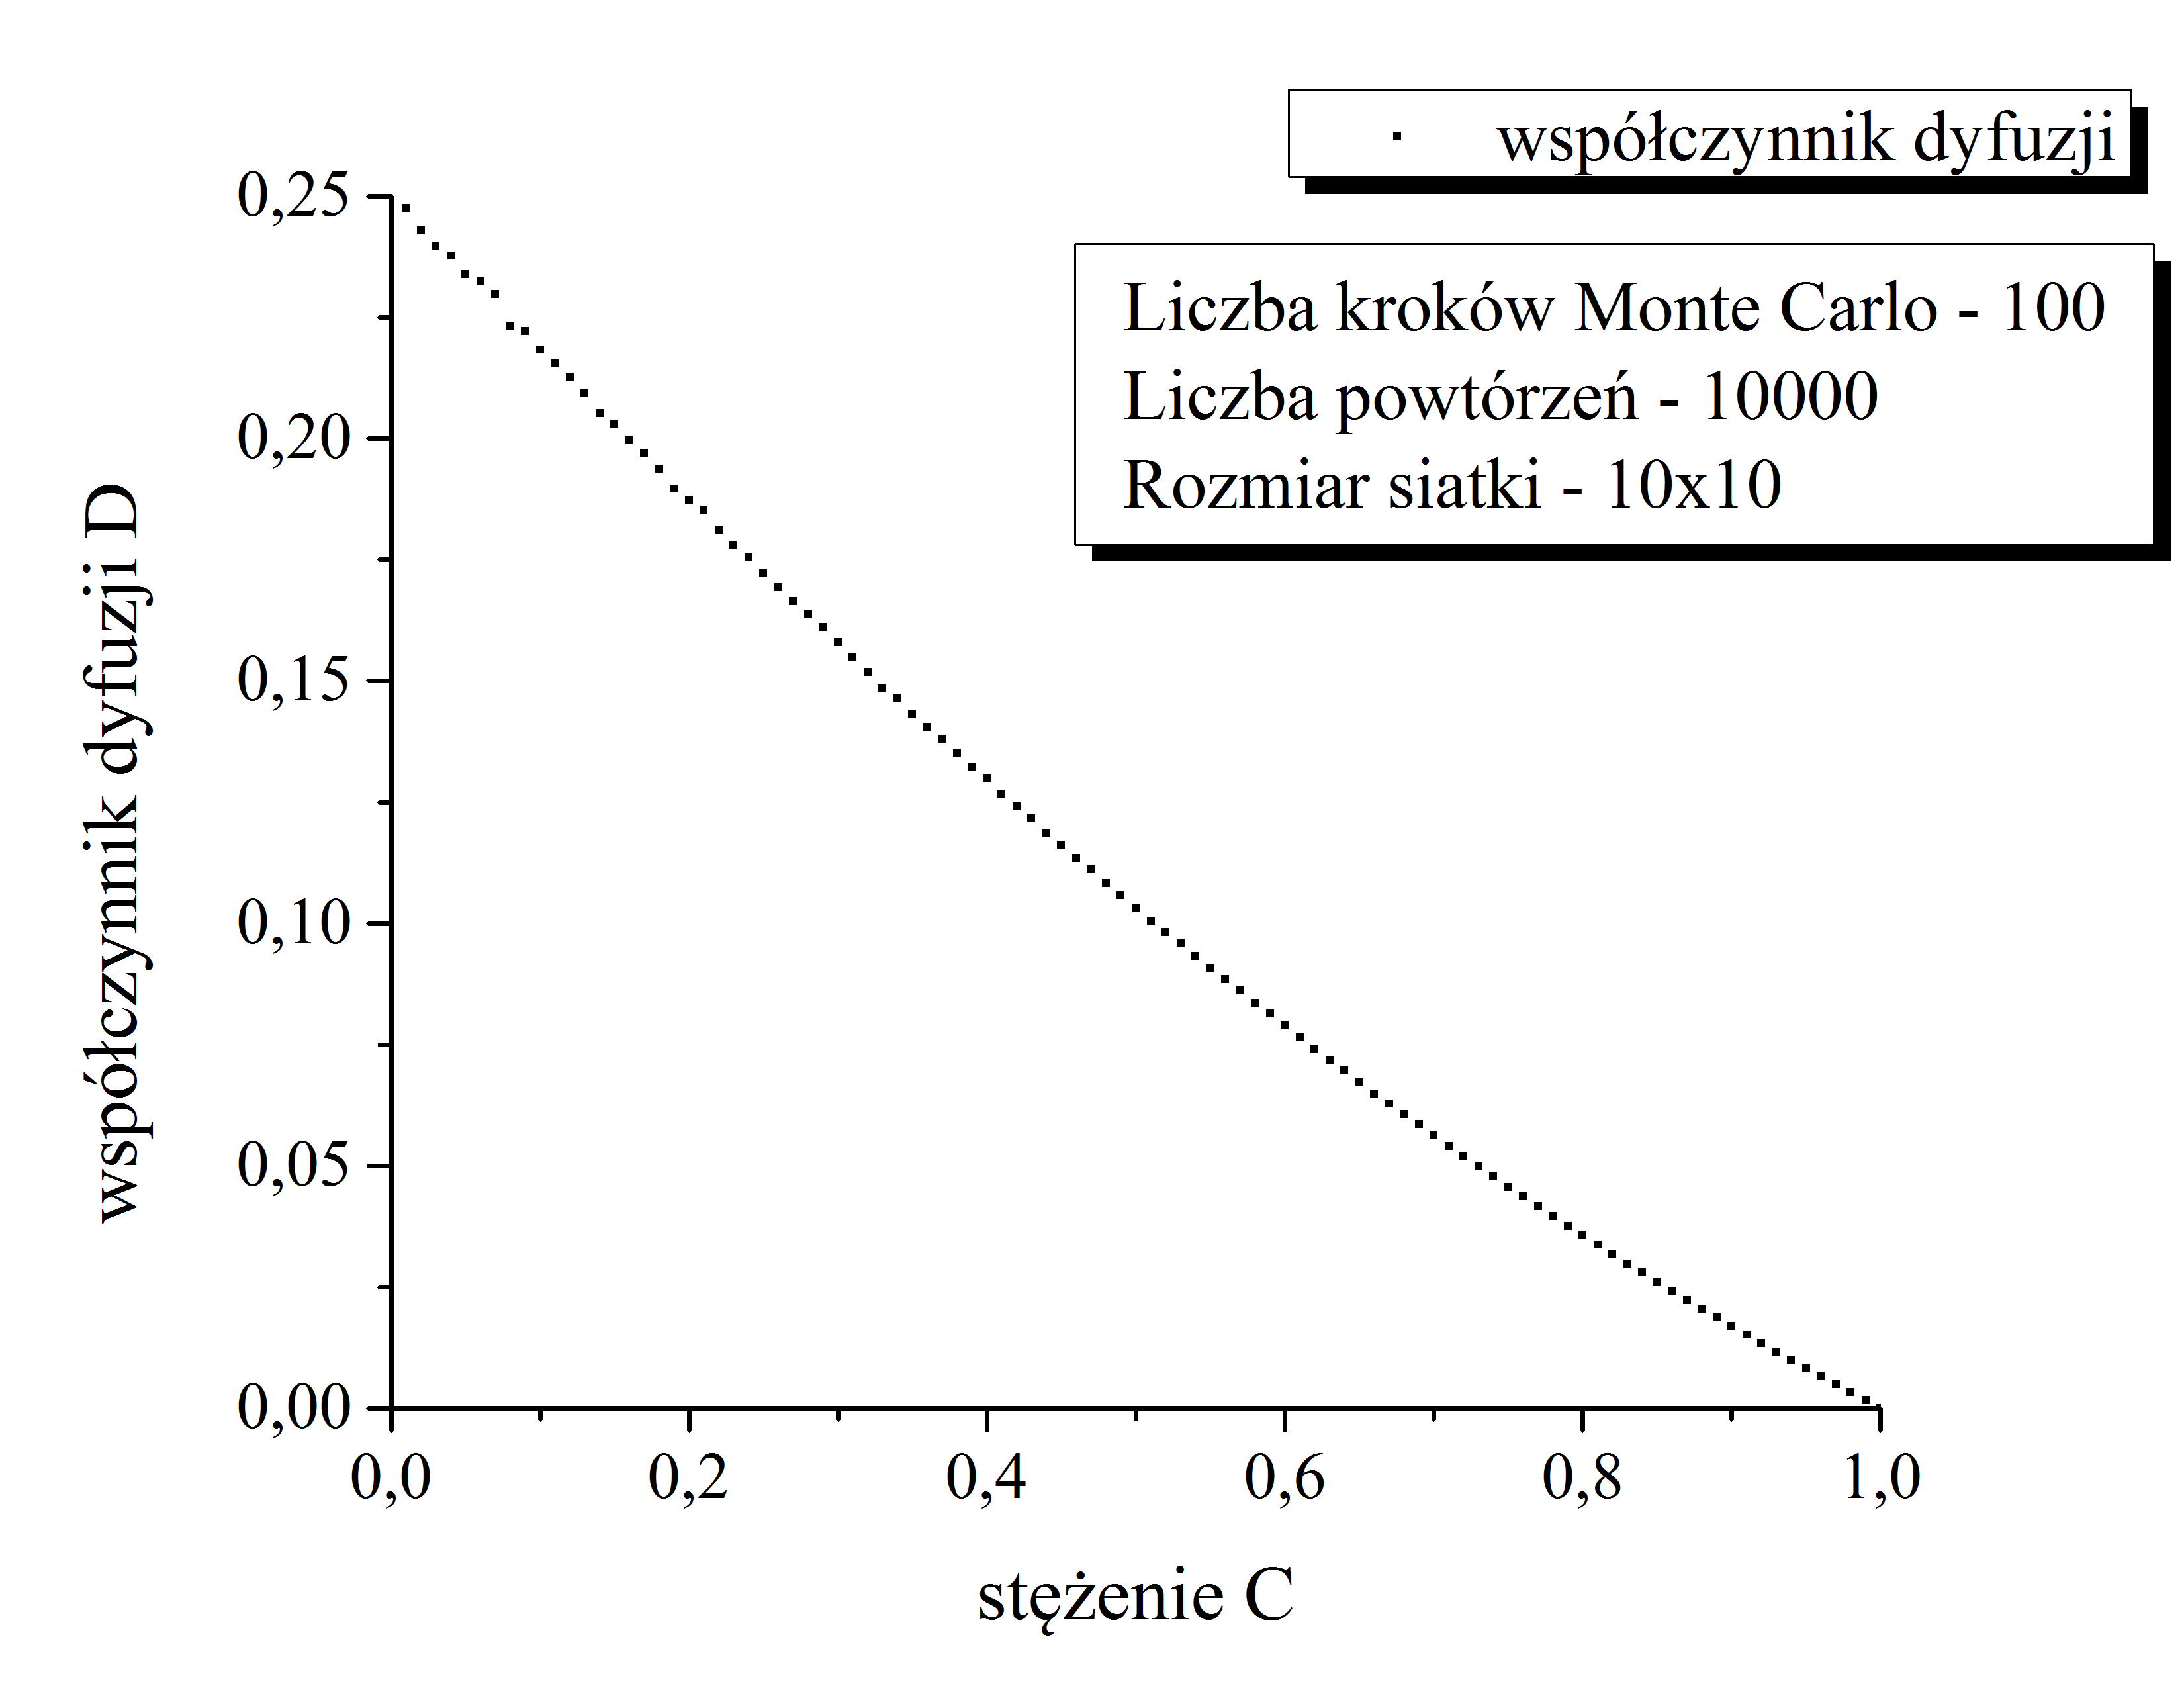 współczynnik dyfuzji
Liczba kroków Monte Carlo - 100
Liczba powtórzeń - 10000
Rozmiar siatki - 10x10
współczynnik dyfuzji D
0,25
0,20
0,15
0,10
0,05
0,00
0,0 0,2 0,4 0,6 0,8 1,0
stężenie C